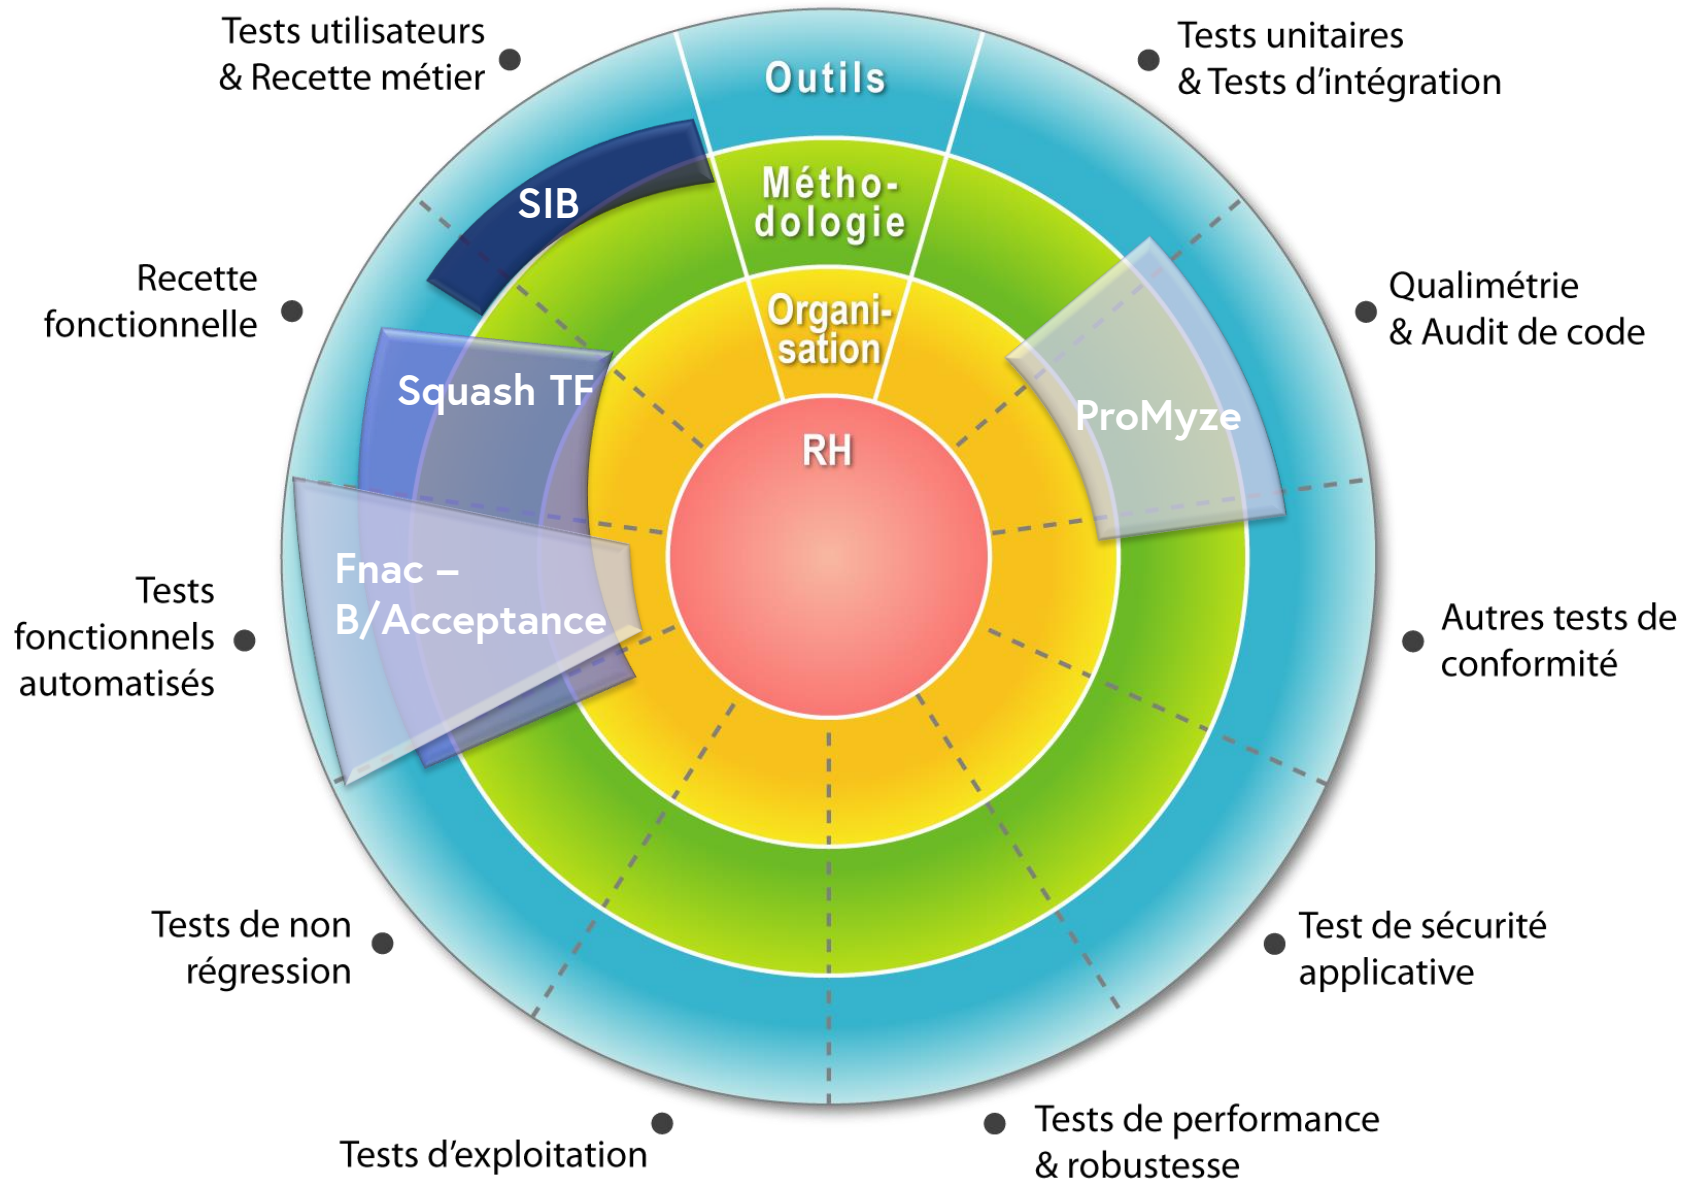 Tests utilisateurs
& Recette métier
Tests unitaires
& Tests d’intégration
Outils
Métho-
dologie
SIB
Recette
fonctionnelle
Qualimétrie
& Audit de code
Organi-
sation
Squash TF
ProMyze
RH
Fnac –
B/Acceptance
Tests
fonctionnels
automatisés
Autres tests de
conformité
Tests de non
régression
Test de sécurité
applicative
Tests d’exploitation
Tests de performance
& robustesse